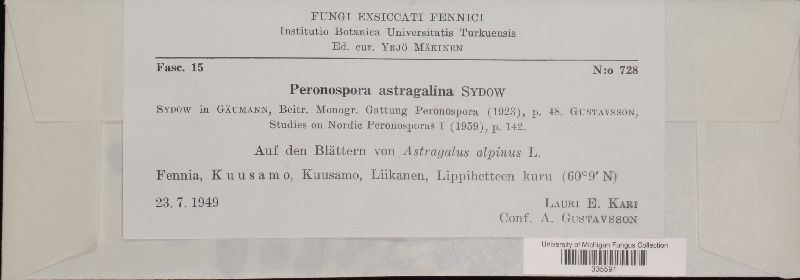 FUNGI EXSICCATI FENNICI
Institutio Botanica Universitatis Turkuensis
Ed. cur. YRJÖ MÄKINEN
Fasc. 15 N:o 728
Peronospora astragalina SYDOW
SYDOW in GÄUMANN, Beitr. Monogr. Gattung Peronospora (1923), p. 48. GUSTAVSSON,
Studies on Nordic Peronosporas I (1959), p. 142.
Auf den Blättern von Astragalus alpinus L.
Fennia, Kuusamo, Kuusamo, Liikanen, Lippihetteen kuru (60°9′ N)
23. 7. 1949 LAURI E. KARI
Conf. A. GUSTAVSSON
University of Michigan Fungus Collection
335591